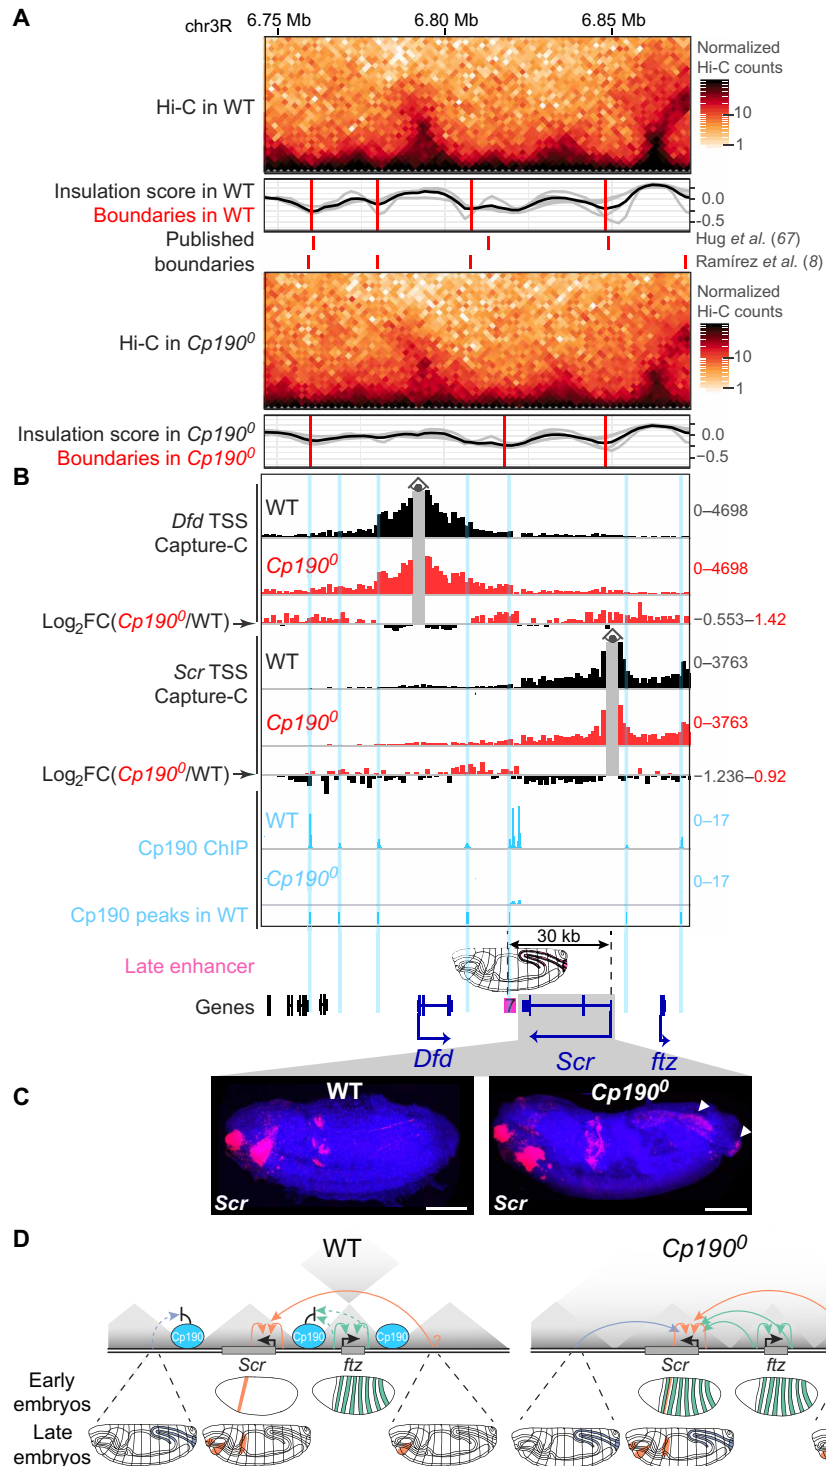 A
chr3R
6.75 Mb
6.80 Mb
6.85 Mb
Hi-C in WT
Normalized
Hi-C counts
10
1
Insulation score in WT
Boundaries in WT
0.0
−0.5
Published
boundaries
Hug et al. (67)
Ramírez et al. (8)
Hi-C in Cp190⁰
Normalized
Hi-C counts
10
1
Insulation score in Cp190⁰
Boundaries in Cp190⁰
0.0
−0.5
B
Dfd TSS
Capture-C
WT
0–4698
Cp190⁰
0–4698
Log₂FC(Cp190⁰/WT)
−0.553–1.42
Scr TSS
Capture-C
WT
0–3763
Cp190⁰
0–3763
Log₂FC(Cp190⁰/WT)
−1.236–0.92
Cp190 ChIP
WT
0–17
Cp190⁰
0–17
Cp190 peaks in WT
30 kb
Late enhancer
Genes
7
Dfd
Scr
ftz
C
WT
Scr
Cp190⁰
Scr
D
WT
Cp190⁰
Cp190
Cp190
Cp190
?
Scr
ftz
Scr
ftz
Early
embryos
Late
embryos